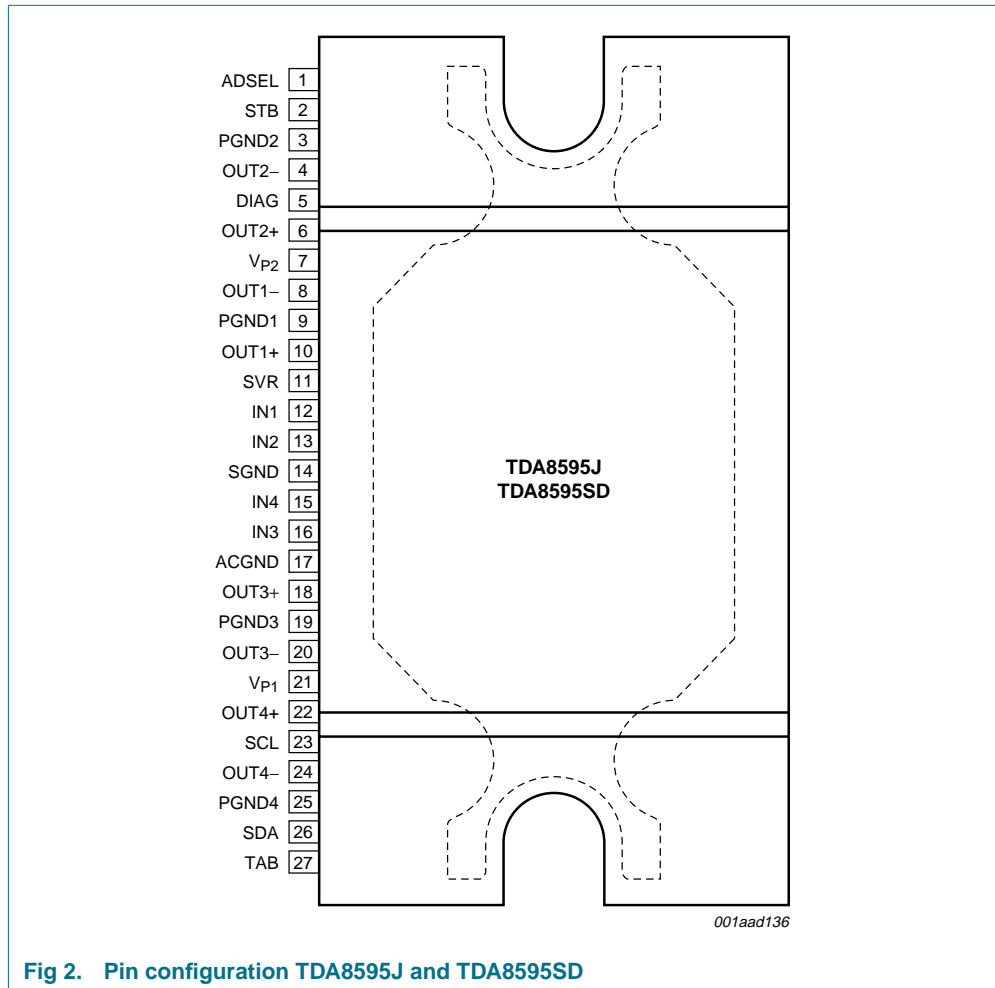 ADSEL 1
STB 2
PGND2 3
OUT2− 4
DIAG 5
OUT2+ 6
VP2 7
OUT1− 8
PGND1 9
OUT1+ 10
SVR 11
IN1 12
IN2 13
SGND 14
IN4 15
IN3 16
ACGND 17
OUT3+ 18
PGND3 19
OUT3− 20
VP1 21
OUT4+ 22
SCL 23
OUT4− 24
PGND4 25
SDA 26
TAB 27
TDA8595J
TDA8595SD
001aad136
Fig 2. Pin configuration TDA8595J and TDA8595SD